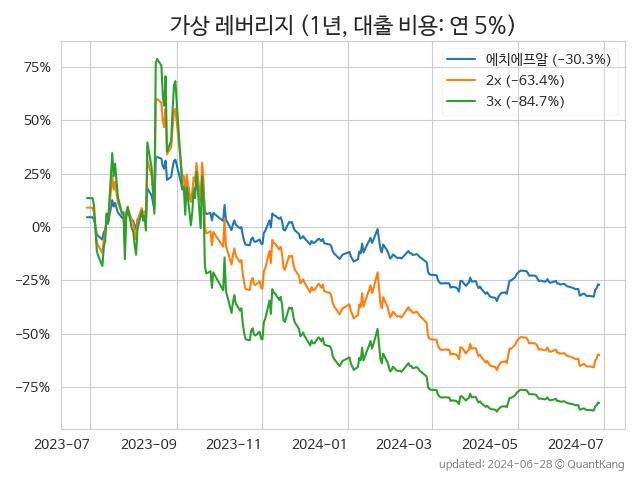 가상 레버리지 (1년, 대출 비용: 연 5%)
에치에프알 (−30.3%)
2x (−63.4%)
3x (−84.7%)
75%
50%
25%
0%
−25%
−50%
−75%
2023-07 2023-09 2023-11 2024-01 2024-03 2024-05 2024-07
updated: 2024-06-28 © QuantKang